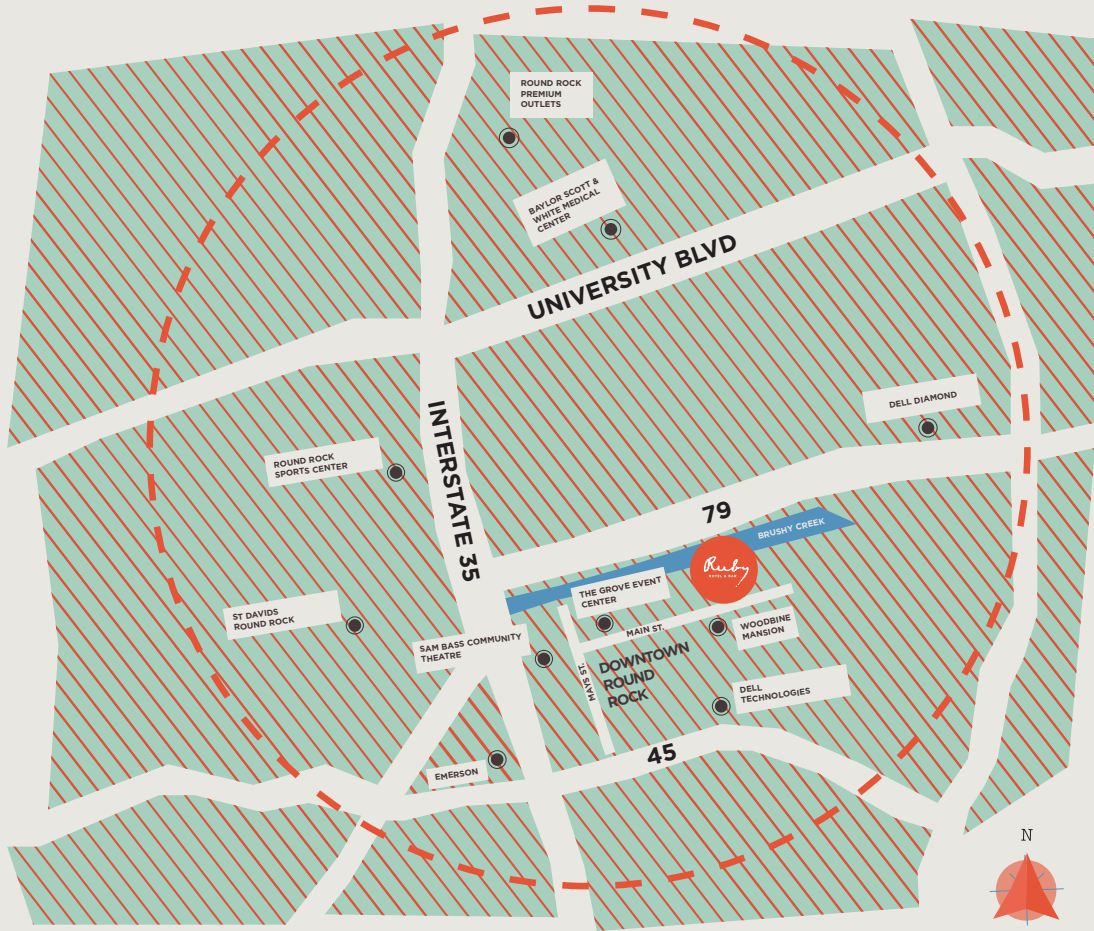 ROUND ROCK
PREMIUM
OUTLETS
BAYLOR SCOTT &
WHITE MEDICAL
CENTER
UNIVERSITY BLVD
DELL DIAMOND
INTERSTATE 35
ROUND ROCK
SPORTS CENTER
79
BRUSHY CREEK
Ruby
HOTEL & BAR
THE GROVE EVENT
CENTER
ST DAVIDS
ROUND ROCK
MAIN ST.
WOODBINE
MANSION
SAM BASS COMMUNITY
THEATRE
MAYS ST.
DOWNTOWN
ROUND
ROCK
DELL
TECHNOLOGIES
45
EMERSON
N